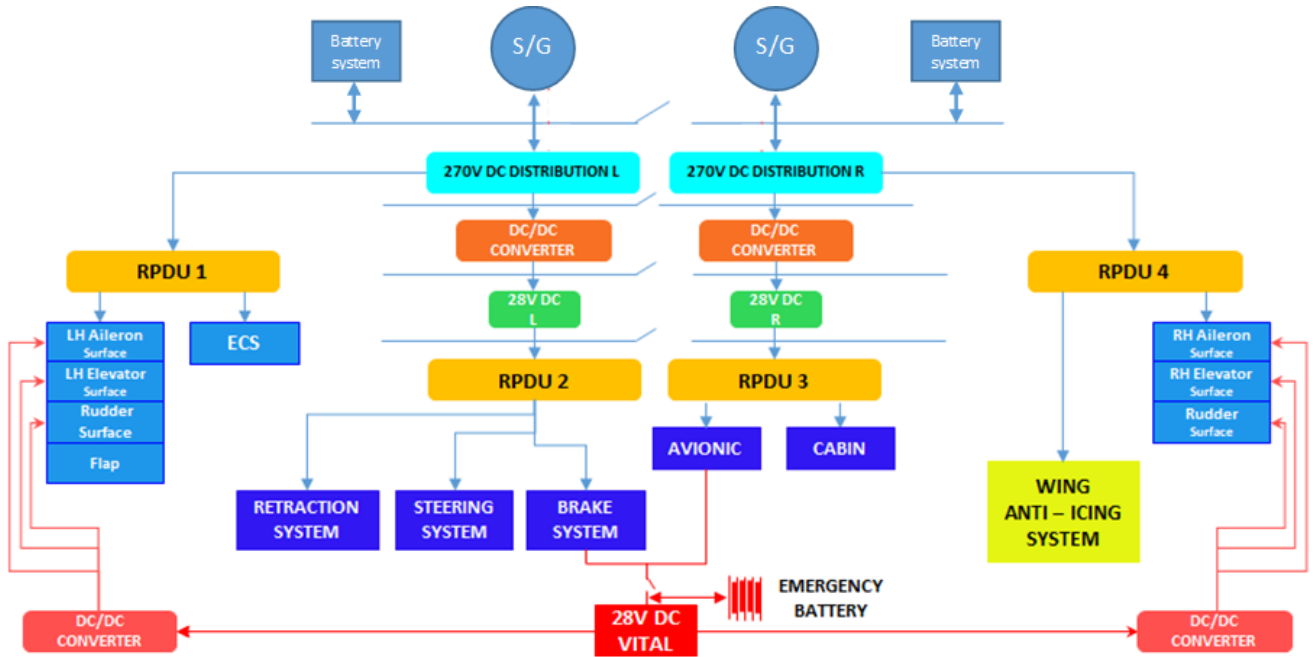 Battery
system
S/G
S/G
Battery
system
270V DC DISTRIBUTION L
270V DC DISTRIBUTION R
DC/DC
CONVERTER
DC/DC
CONVERTER
RPDU 1
RPDU 4
28V DC
L
28V DC
R
LH Aileron
Surface
LH Elevator
Surface
Rudder
Surface
Flap
ECS
RH Aileron
Surface
RH Elevator
Surface
Rudder
Surface
RPDU 2
RPDU 3
AVIONIC
CABIN
RETRACTION
SYSTEM
STEERING
SYSTEM
BRAKE
SYSTEM
WING
ANTI – ICING
SYSTEM
EMERGENCY
BATTERY
DC/DC
CONVERTER
28V DC
VITAL
DC/DC
CONVERTER